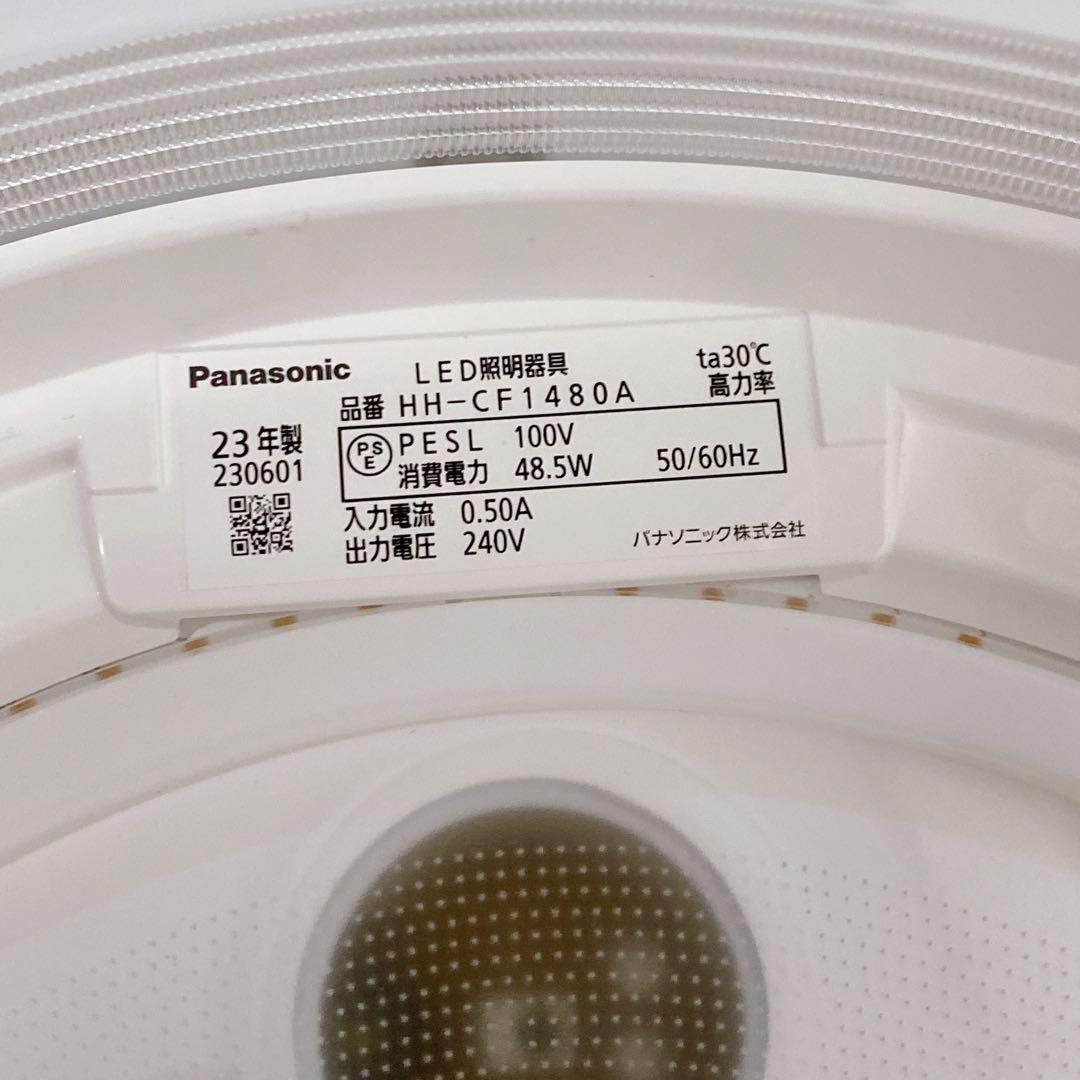 Panasonic LED照明器具 ta30℃
品番 HH-CF1480A 高力率
23年製
230601
PSE PESL 100V
消費電力 48.5W 50/60Hz
入力電流 0.50A
出力電圧 240V パナソニック株式会社